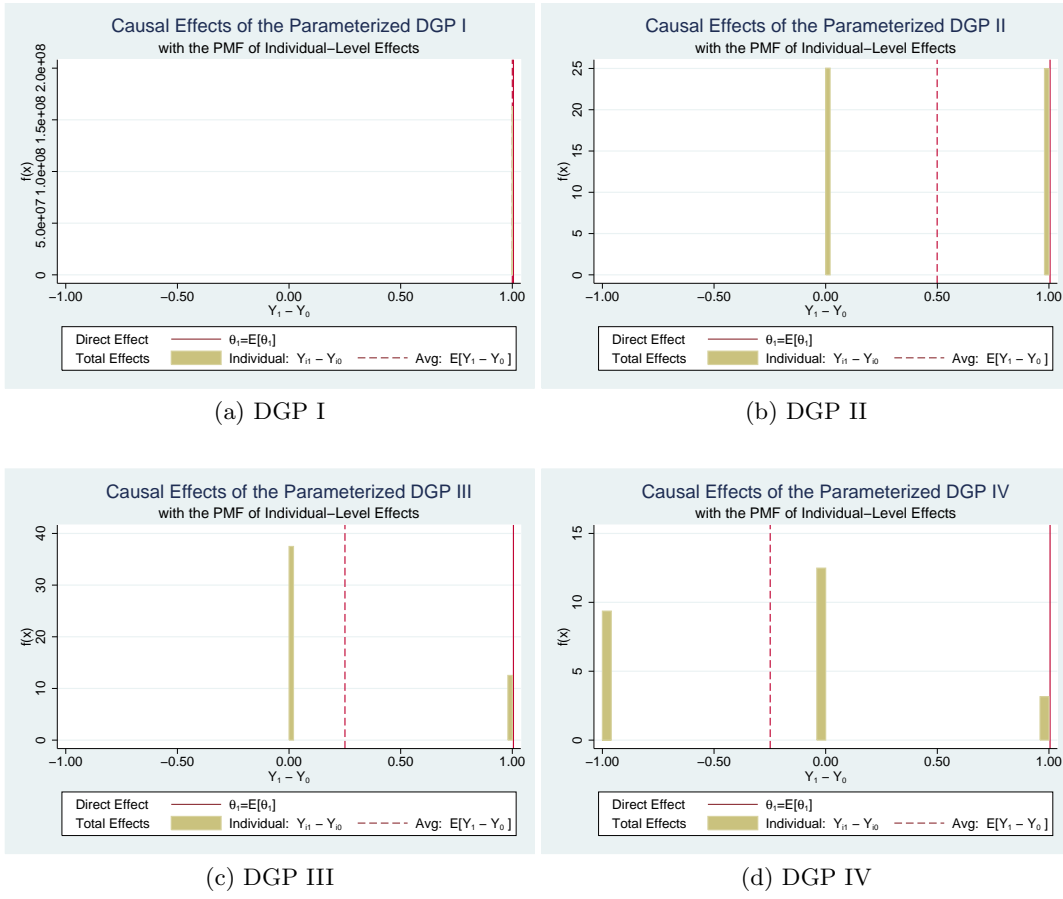 Causal Effects of the Parameterized DGP I
with the PMF of Individual−Level Effects
2.0e+08
1.5e+08
1.0e+08
5.0e+07
0
f(x)
−1.00 −0.50 0.00 0.50 1.00
Y₁ − Y₀
Direct Effect θ₁=E[θ₁]
Total Effects Individual: Yᵢ₁ − Yᵢ₀ Avg: E[Y₁ − Y₀ ]
(a) DGP I
Causal Effects of the Parameterized DGP II
with the PMF of Individual−Level Effects
25
20
15
10
5
0
f(x)
−1.00 −0.50 0.00 0.50 1.00
Y₁ − Y₀
Direct Effect θ₁=E[θ₁]
Total Effects Individual: Yᵢ₁ − Yᵢ₀ Avg: E[Y₁ − Y₀ ]
(b) DGP II
Causal Effects of the Parameterized DGP III
with the PMF of Individual−Level Effects
40
30
20
10
0
f(x)
−1.00 −0.50 0.00 0.50 1.00
Y₁ − Y₀
Direct Effect θ₁=E[θ₁]
Total Effects Individual: Yᵢ₁ − Yᵢ₀ Avg: E[Y₁ − Y₀ ]
(c) DGP III
Causal Effects of the Parameterized DGP IV
with the PMF of Individual−Level Effects
15
10
5
0
f(x)
−1.00 −0.50 0.00 0.50 1.00
Y₁ − Y₀
Direct Effect θ₁=E[θ₁]
Total Effects Individual: Yᵢ₁ − Yᵢ₀ Avg: E[Y₁ − Y₀ ]
(d) DGP IV